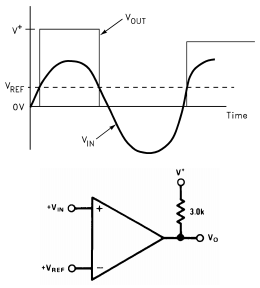 V+
VOUT
VREF
0V
Time
VIN
V+
3.0k
+VIN
+
VO
+VREF
−